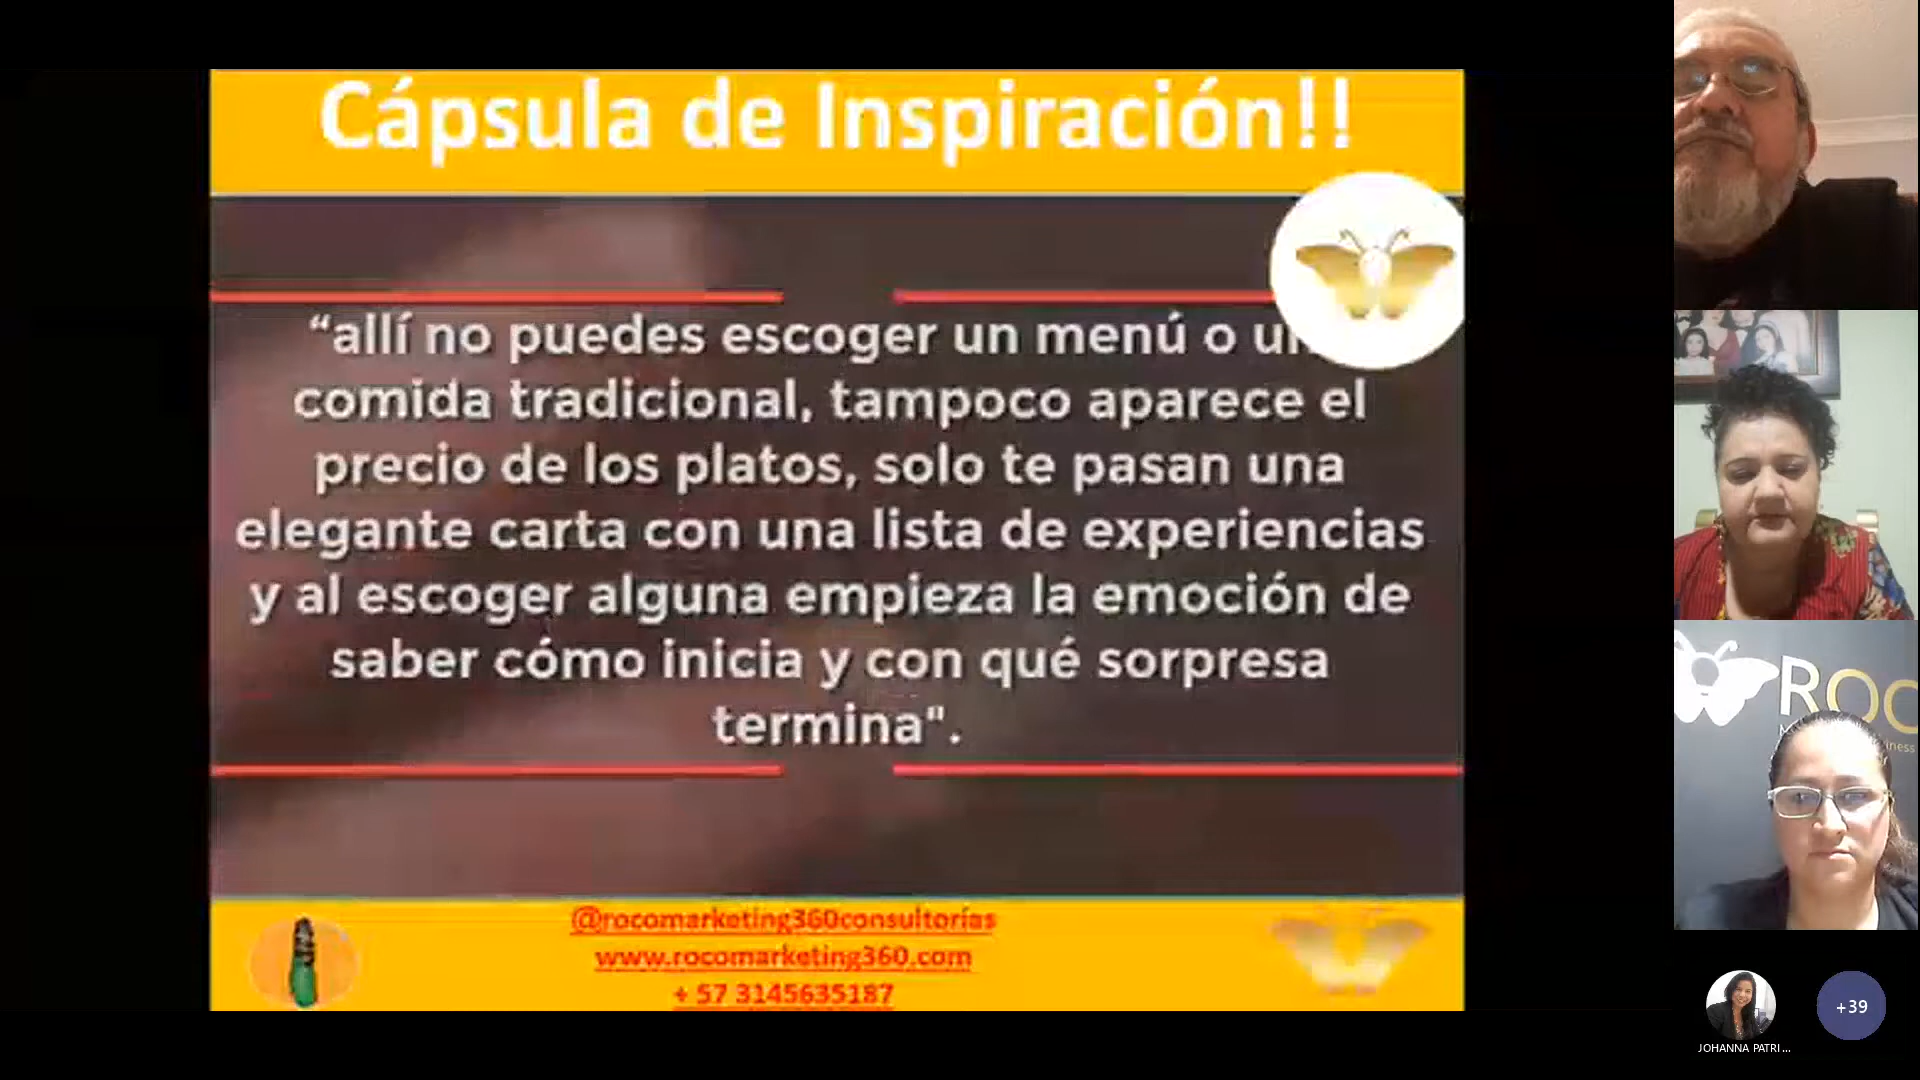 Cápsula de Inspiración!!
“allí no puedes escoger un menú o
comida tradicional, tampoco aparece el
precio de los platos, solo te pasan una
elegante carta con una lista de experiencias
y al escoger alguna empieza la emoción de
saber cómo inicia y con qué sorpresa
termina".
@rocomarketing360consultorías
www.rocomarketing360.com
+ 57 3145635187
ROC
JOHANNA PATRI...
+39